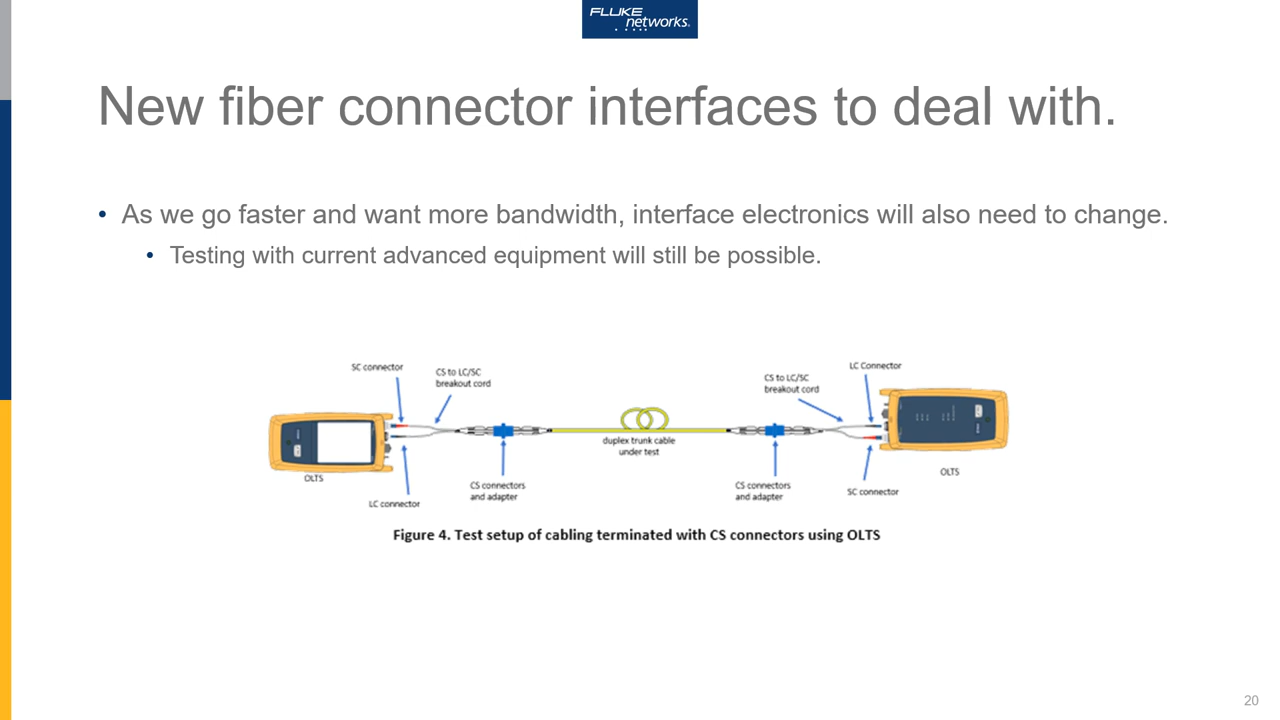 FLUKE
networks®
New fiber connector interfaces to deal with.
• As we go faster and want more bandwidth, interface electronics will also need to change.
• Testing with current advanced equipment will still be possible.
SC connector
CS to LC/SC
breakout cord
CS to LC/SC
breakout cord
LC Connector
duplex trunk cable
under test
OLTS
LC connector
CS connectors
and adapter
CS connectors
and adapter
SC connector
OLTS
Figure 4. Test setup of cabling terminated with CS connectors using OLTS
20